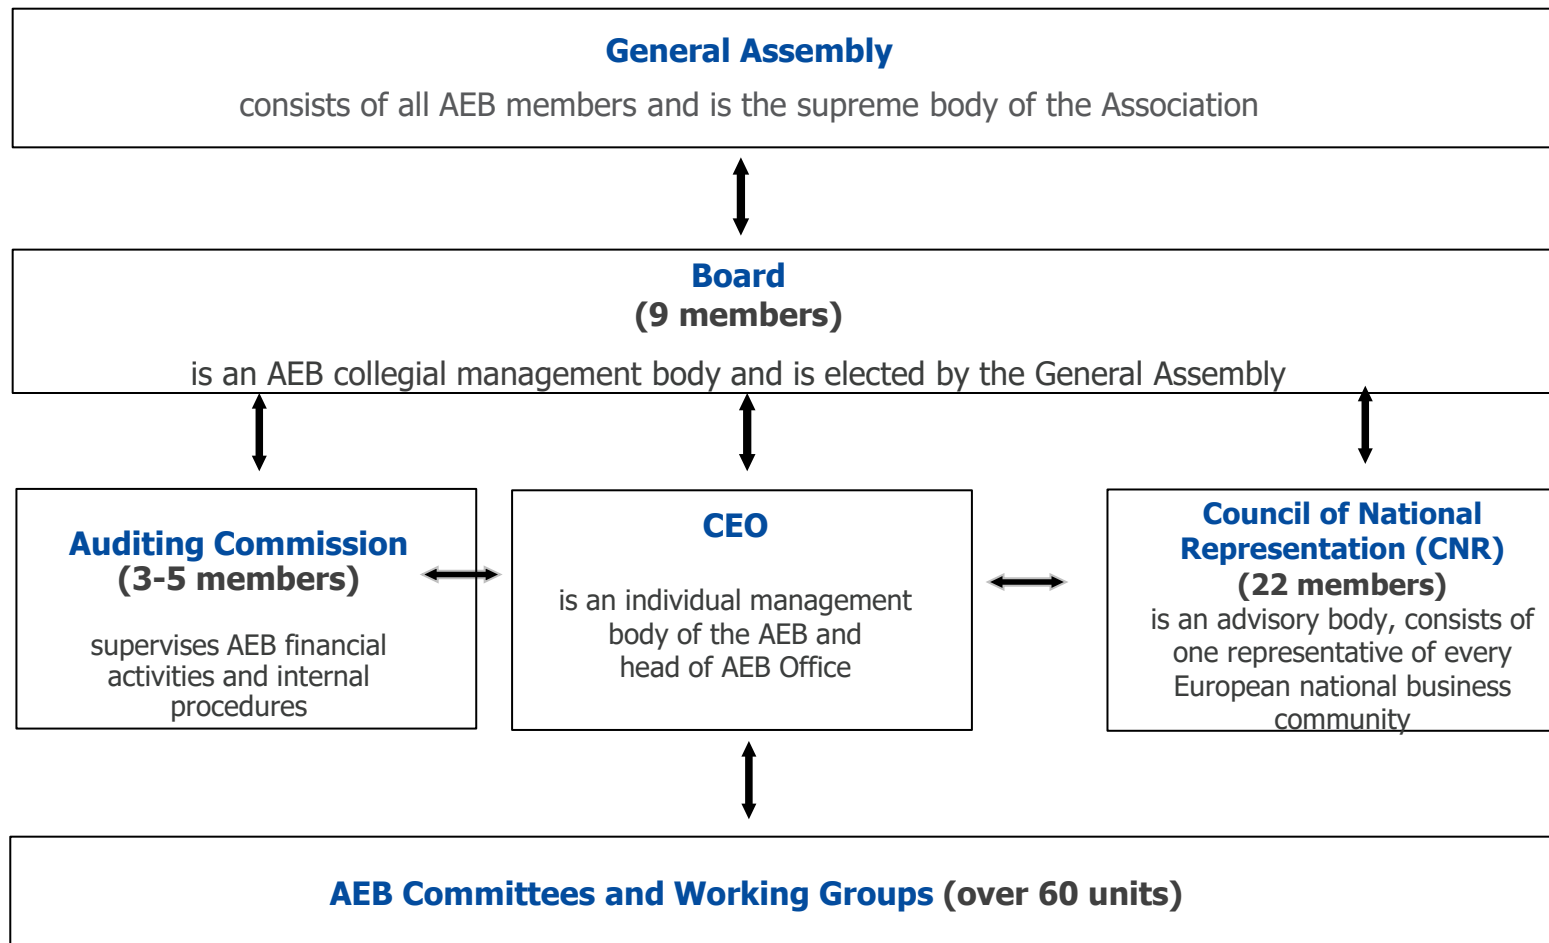 General Assembly
consists of all AEB members and is the supreme body of the Association
Board
(9 members)
is an AEB collegial management body and is elected by the General Assembly
Auditing Commission
(3-5 members)
supervises AEB financial
activities and internal
procedures
CEO
is an individual management
body of the AEB and
head of AEB Office
Council of National
Representation (CNR)
(22 members)
is an advisory body, consists of
one representative of every
European national business
community
AEB Committees and Working Groups (over 60 units)